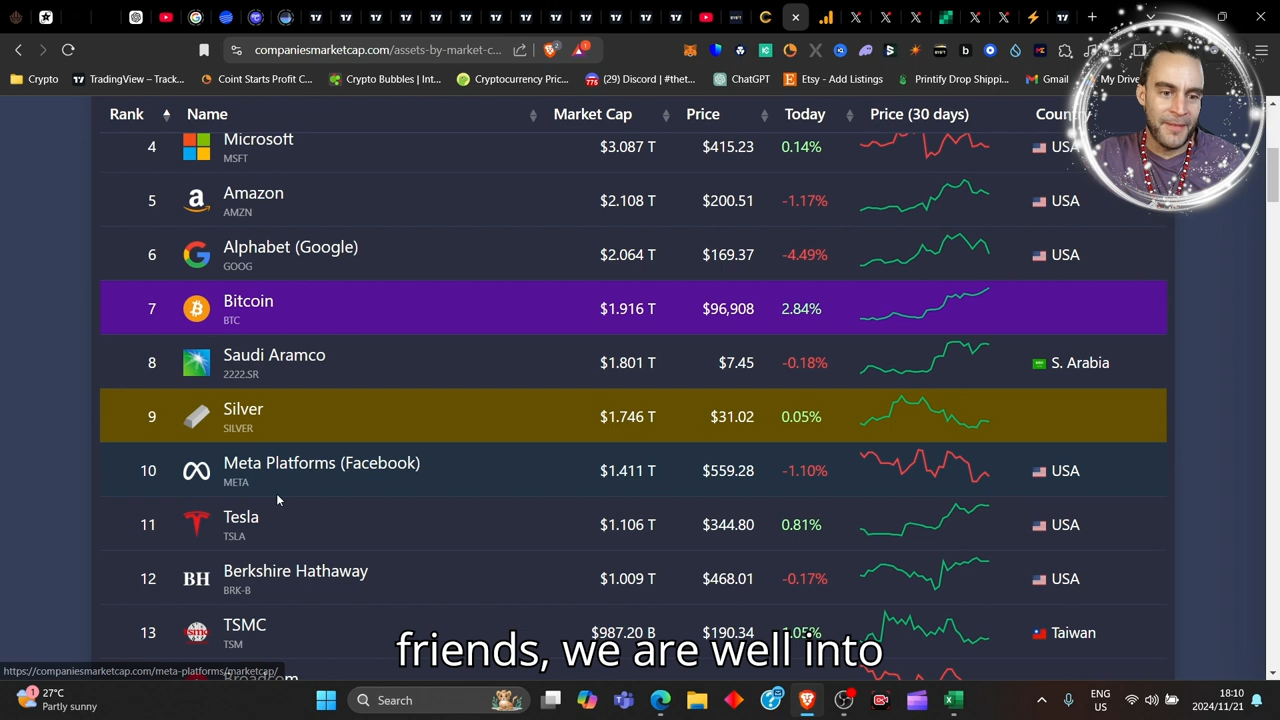 companiesmarketcap.com/assets-by-market-c...
Crypto
TradingView – Track...
Coint Starts Profit C...
Crypto Bubbles | Int...
Cryptocurrency Pric...
(29) Discord | #thet...
ChatGPT
Etsy - Add Listings
Printify Drop Shippi...
Gmail
My Drive
Rank Name Market Cap Price Today Price (30 days) Country
4 Microsoft $3.087 T $415.23 0.14% USA
MSFT
5 Amazon $2.108 T $200.51 -1.17% USA
AMZN
6 Alphabet (Google) $2.064 T $169.37 -4.49% USA
GOOG
7 Bitcoin $1.916 T $96,908 2.84%
BTC
8 Saudi Aramco $1.801 T $7.45 -0.18% S. Arabia
2222.SR
9 Silver $1.746 T $31.02 0.05%
SILVER
10 Meta Platforms (Facebook) $1.411 T $559.28 -1.10% USA
META
11 Tesla $1.106 T $344.80 0.81% USA
TSLA
12 Berkshire Hathaway $1.009 T $468.01 -0.17% USA
BRK-B
13 TSMC $987.20 B $190.34 Taiwan
TSM
friends, we are well into
https://companiesmarketcap.com/meta-platforms/marketcap/
Broadcom
27°C
Partly sunny
Search
ENG
US
18:10
2024/11/21